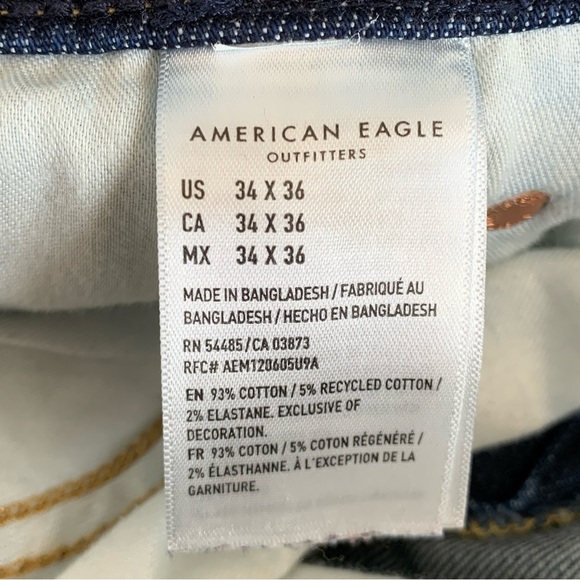 AMERICAN EAGLE
OUTFITTERS
US 34 X 36
CA 34 X 36
MX 34 X 36
MADE IN BANGLADESH / FABRIQUÉ AU
BANGLADESH / HECHO EN BANGLADESH
RN 54485 / CA 03873
RFC# AEM120605U9A
EN 93% COTTON / 5% RECYCLED COTTON /
2% ELASTANE. EXCLUSIVE OF
DECORATION.
FR 93% COTON / 5% COTON RÉGÉNÉRÉ /
2% ÉLASTHANNE. À L'EXCEPTION DE LA
GARNITURE.